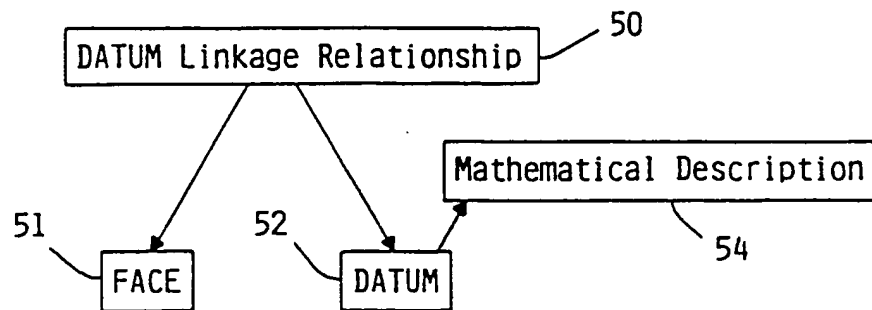 50
DATUM Linkage Relationship
Mathematical Description
51
52
54
FACE
DATUM